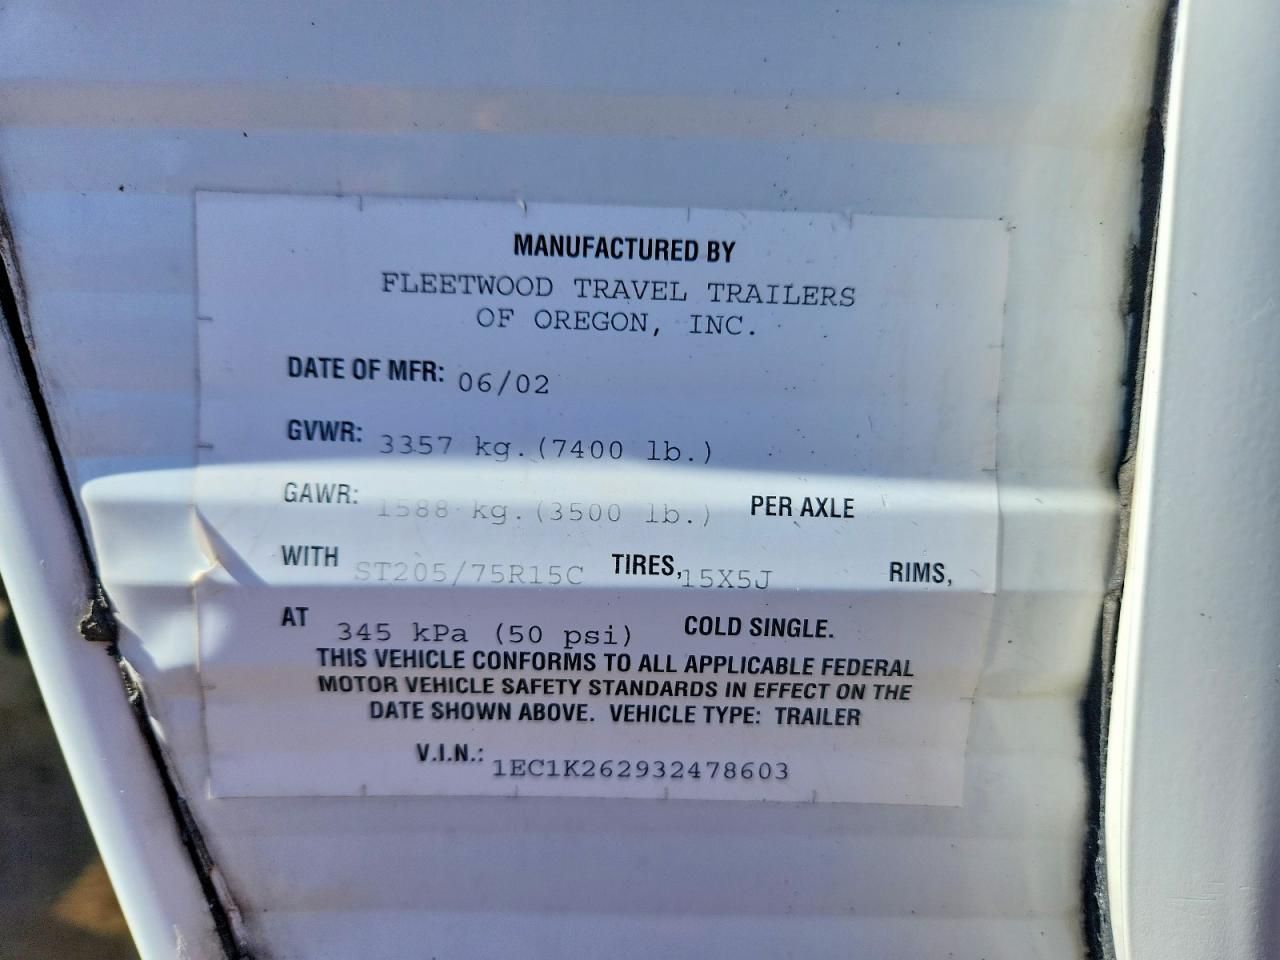 MANUFACTURED BY
FLEETWOOD TRAVEL TRAILERS
OF OREGON, INC.
DATE OF MFR: 06/02
GVWR: 3357 kg. (7400 lb.)
GAWR: 1588 kg. (3500 lb.) PER AXLE
WITH ST205/75R15C TIRES, 15X5J RIMS,
AT 345 kPa (50 psi) COLD SINGLE.
THIS VEHICLE CONFORMS TO ALL APPLICABLE FEDERAL
MOTOR VEHICLE SAFETY STANDARDS IN EFFECT ON THE
DATE SHOWN ABOVE. VEHICLE TYPE: TRAILER
V.I.N.: 1EC1K262932478603